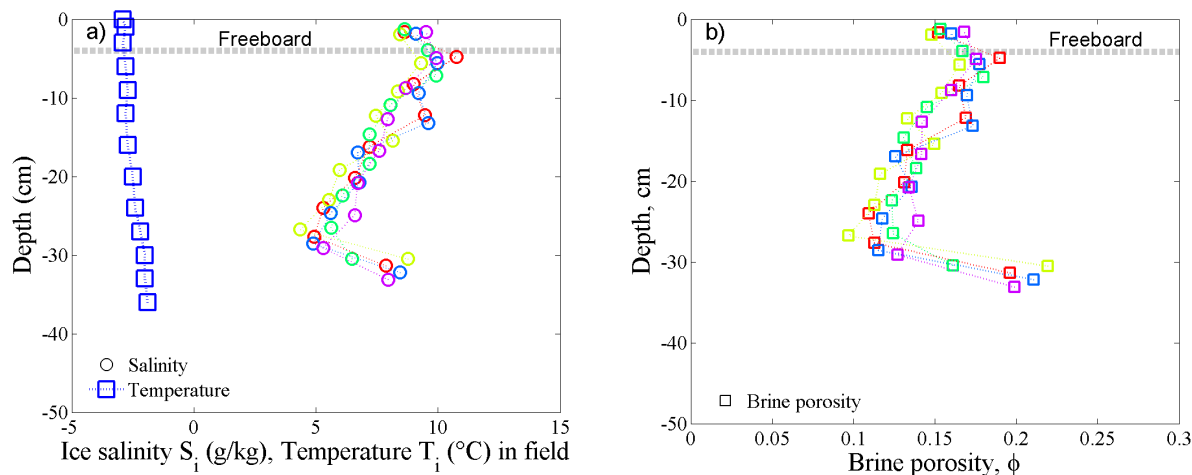 a)
Freeboard
0
-10
-20
-30
-40
-50
Depth (cm)
Salinity
Temperature
-5
0
5
10
15
Ice salinity S_i (g/kg), Temperature T_i (°C) in field
b)
Freeboard
0
-10
-20
-30
-40
-50
Depth, cm
Brine porosity
0
0.05
0.1
0.15
0.2
0.25
0.3
Brine porosity, ϕ